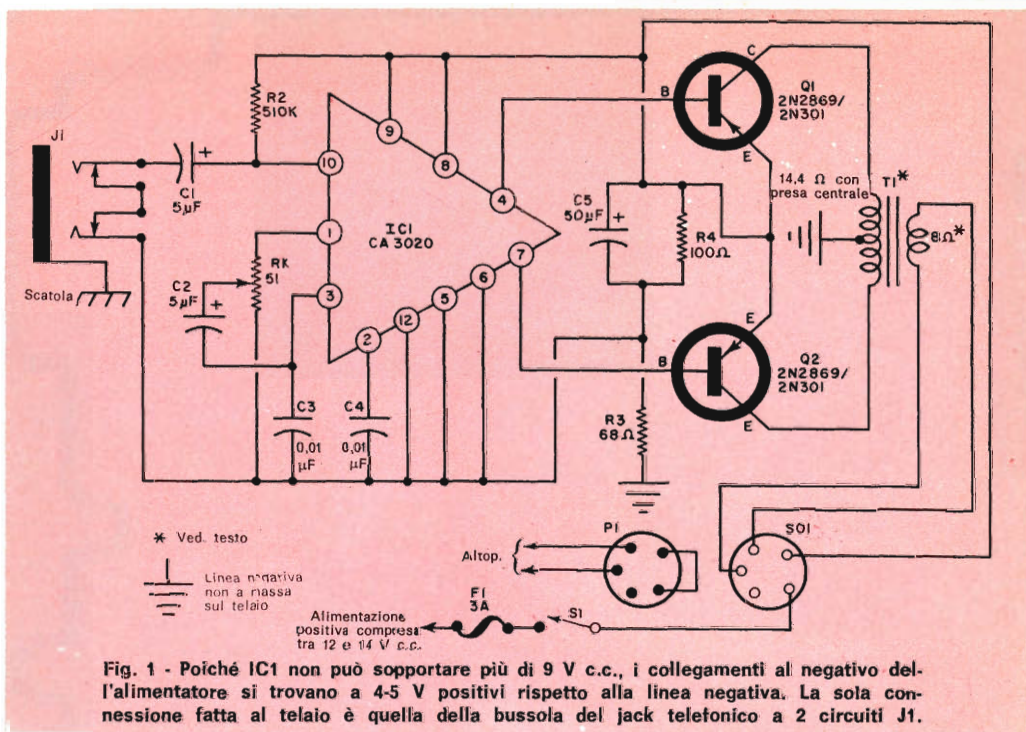 J1
C1
5µF
+
R2
510K
10
1
3
2
12
5
6
7
9
8
4
IC1
CA 3020
RK
51
C2
5µF
+
Scatola
C3
0,01
µF
C4
0,01
µF
C5
50µF
+
R4
100Ω
R3
68Ω
B
C
E
Q1
2N2869/
2N301
14,4 Ω con
presa centrale
T1*
8Ω*
B
E
E
Q2
2N2869/
2N301
* Ved. testo
Linea negativa
non a massa
sul telaio
Altop.
P1
SO1
F1
3A
S1
Alimentazione
positiva compresa
tra 12 e 14 V c.c.
Fig. 1 - Poiché IC1 non può sopportare più di 9 V c.c., i collegamenti al negativo del-
l'alimentatore si trovano a 4-5 V positivi rispetto alla linea negativa. La sola con-
nessione fatta al telaio è quella della bussola del jack telefonico a 2 circuiti J1.